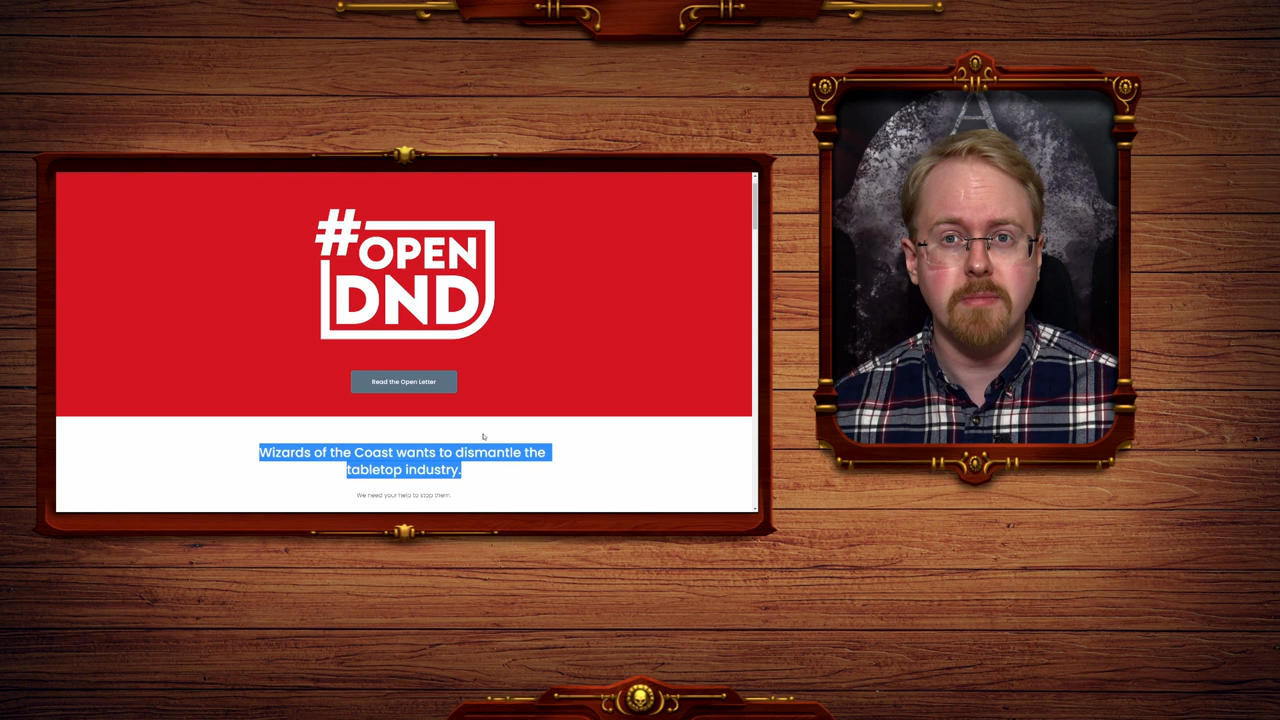 #OPEN
DND
Read the Open Letter
Wizards of the Coast wants to dismantle the
tabletop industry.
We need your help to stop them.